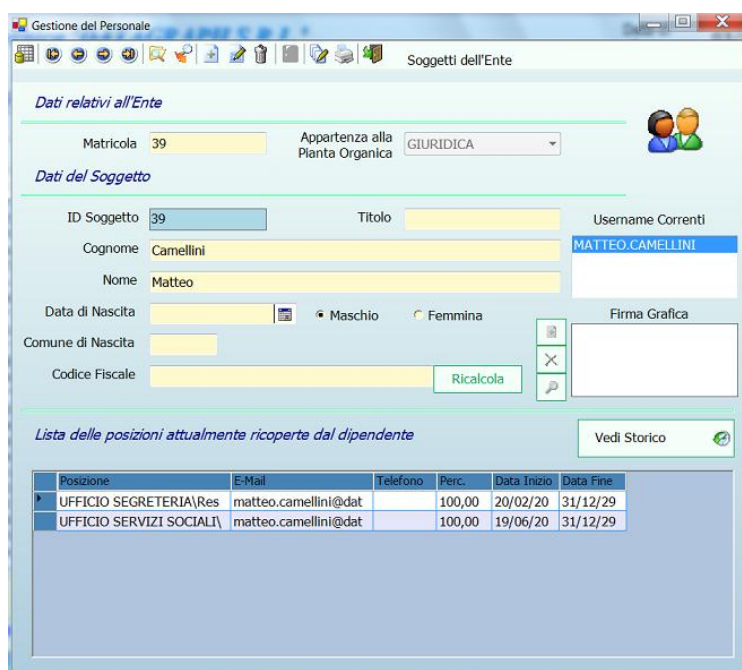 Gestione del Personale
Soggetti dell'Ente
Dati relativi all'Ente
Matricola 39 Appartenza alla Pianta Organica GIURIDICA
Dati del Soggetto
ID Soggetto 39 Titolo Username Correnti
Cognome Camellini MATTEO.CAMELLINI
Nome Matteo
Data di Nascita Maschio Femmina Firma Grafica
Comune di Nascita
Codice Fiscale Ricalcola
Lista delle posizioni attualmente ricoperte dal dipendente Vedi Storico
Posizione E-Mail Telefono Perc. Data Inizio Data Fine
UFFICIO SEGRETERIA\Res matteo.camellini@dat 100,00 20/02/20 31/12/29
UFFICIO SERVIZI SOCIALI\ matteo.camellini@dat 100,00 19/06/20 31/12/29